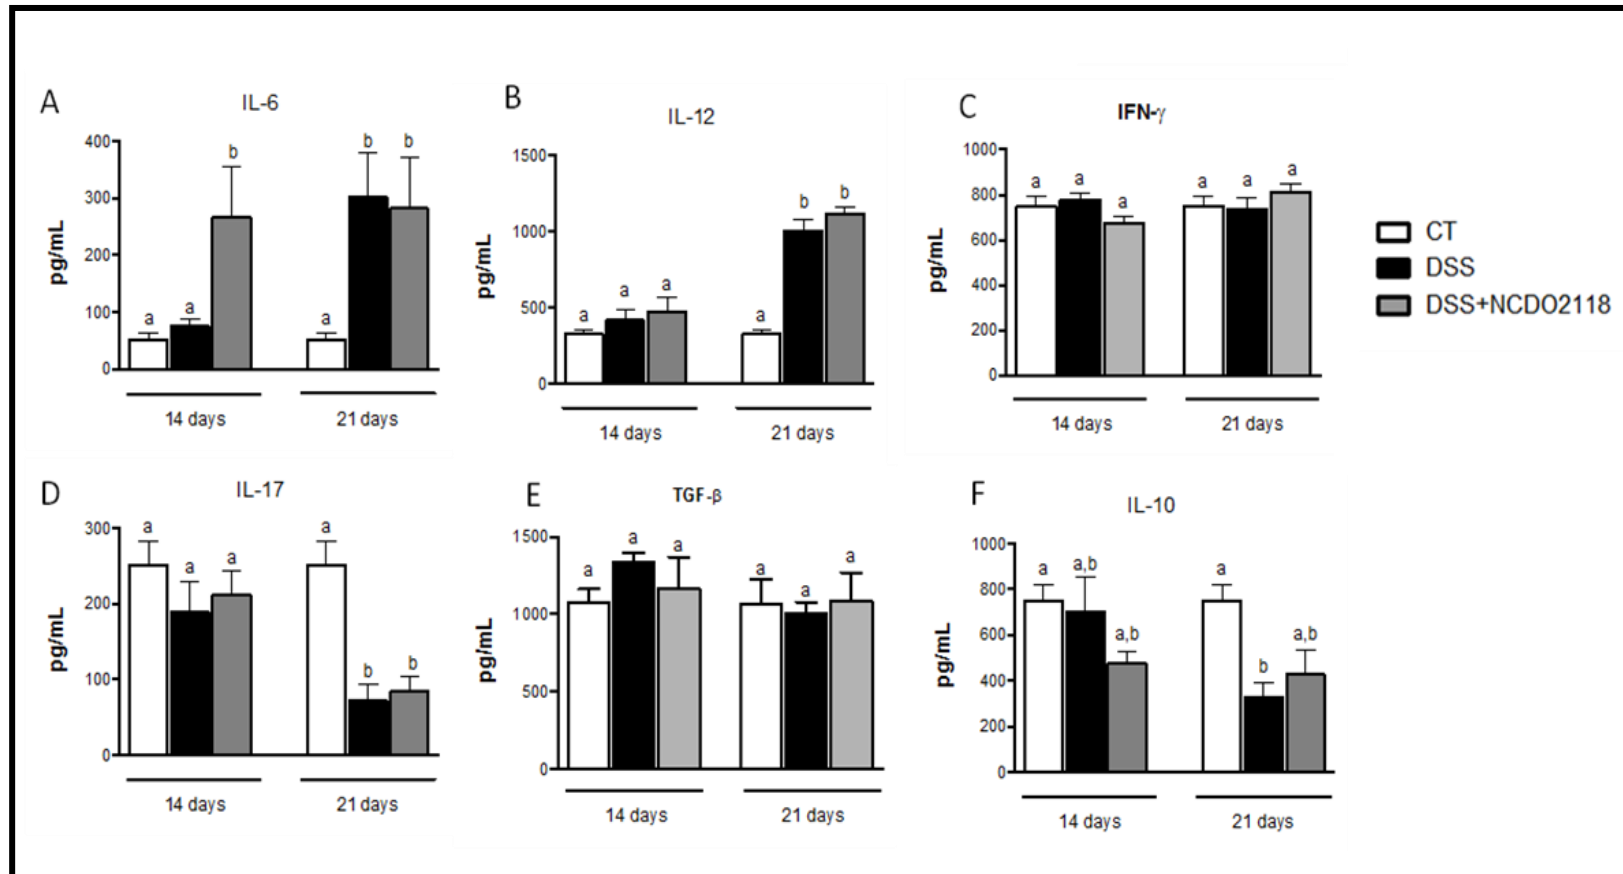 A
IL-6
pg/mL
400
300
200
100
0
a
a
b
a
b
b
14 days
21 days
B
IL-12
pg/mL
1500
1000
500
0
a
a
a
a
b
b
14 days
21 days
C
IFN-γ
pg/mL
1000
800
600
400
200
0
a
a
a
a
a
a
14 days
21 days
CT
DSS
DSS+NCDO2118
D
IL-17
pg/mL
300
200
100
0
a
a
a
a
b
b
14 days
21 days
E
TGF-β
pg/mL
1500
1000
500
0
a
a
a
a
a
a
14 days
21 days
F
IL-10
pg/mL
1000
800
600
400
200
0
a
a,b
a,b
a
b
a,b
14 days
21 days